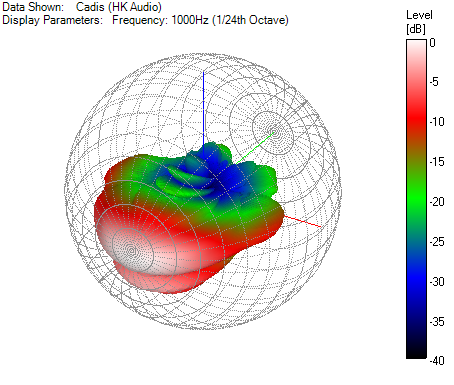 Data Shown: Cadis (HK Audio)
Display Parameters: Frequency: 1000Hz (1/24th Octave)
Level
[dB]
0
-5
-10
-15
-20
-25
-30
-35
-40